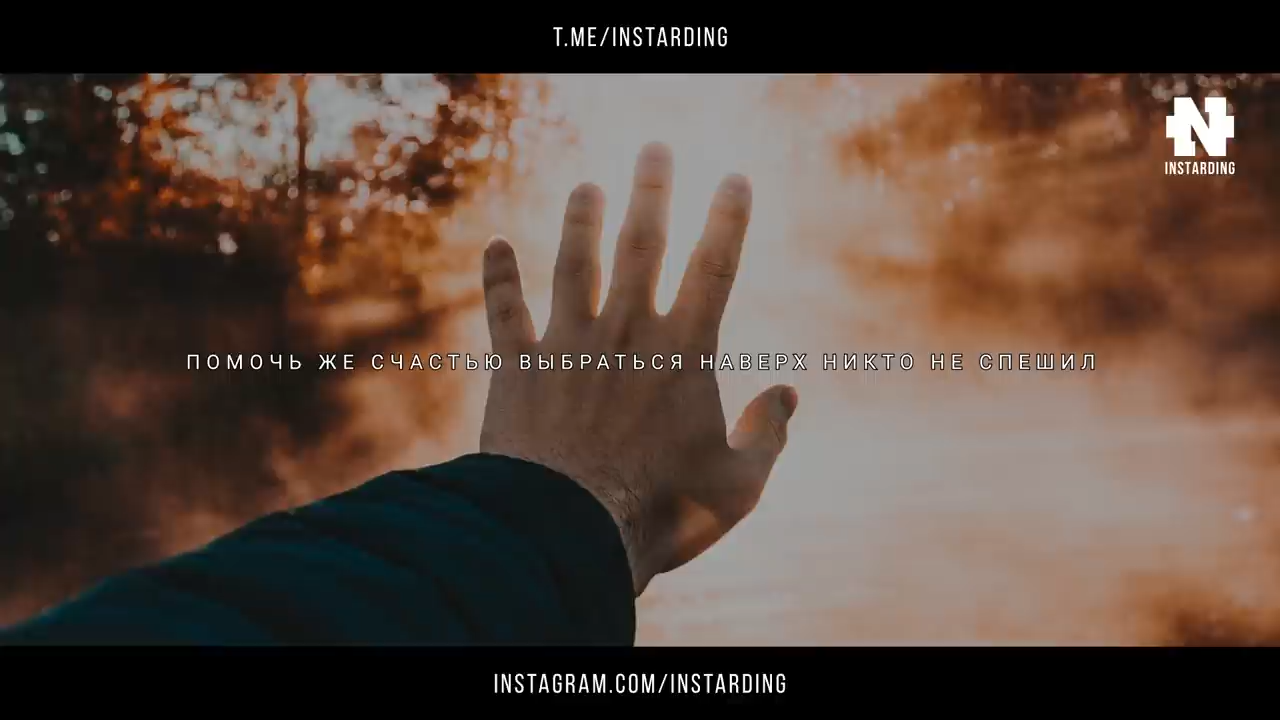 T.ME/INSTARDING
N
INSTARDING
ПОМОЧЬ ЖЕ СЧАСТЬЮ ВЫБРАТЬСЯ НАВЕРХ НИКТО НЕ СПЕШИЛ
INSTAGRAM.COM/INSTARDING